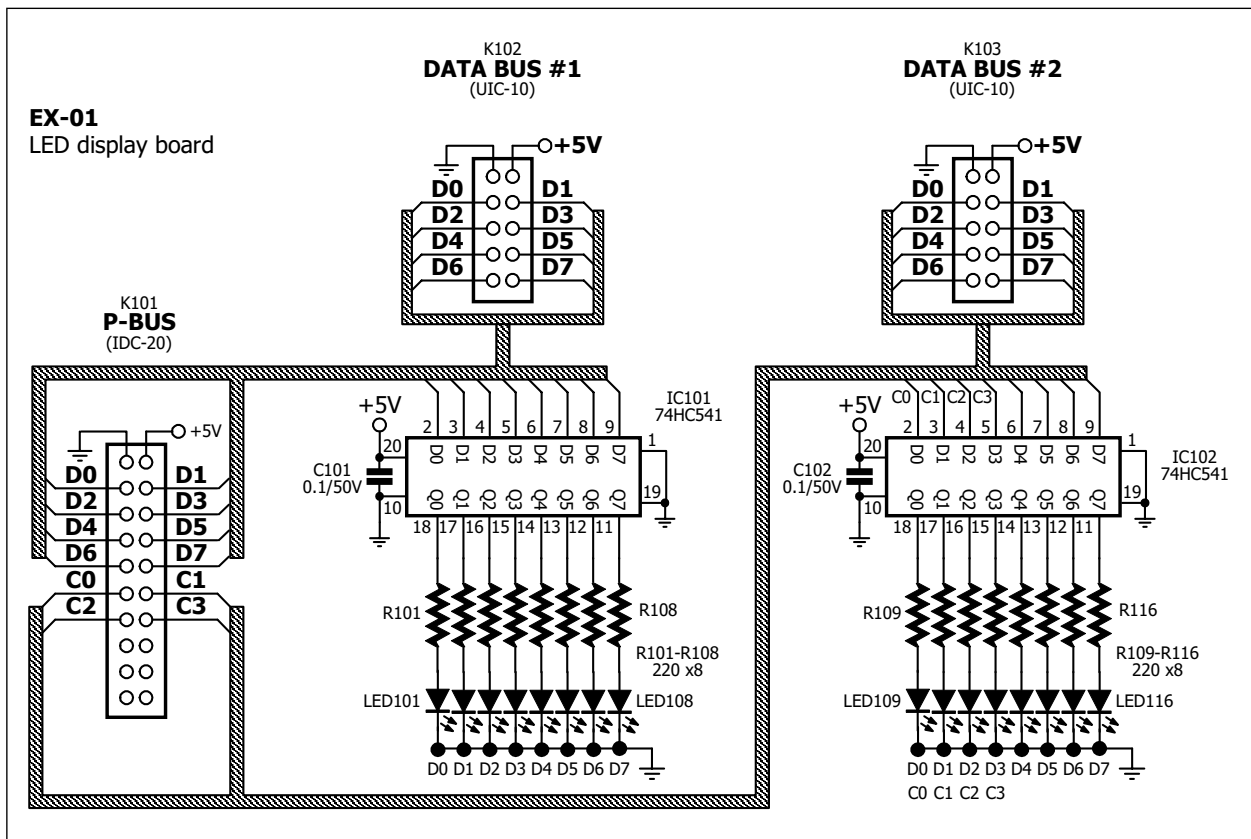 EX-01
LED display board
K102
DATA BUS #1
(UIC-10)
+5V
D0 D1
D2 D3
D4 D5
D6 D7
K103
DATA BUS #2
(UIC-10)
+5V
D0 D1
D2 D3
D4 D5
D6 D7
K101
P-BUS
(IDC-20)
+5V
D0 D1
D2 D3
D4 D5
D6 D7
C0 C1
C2 C3
+5V
20
C101
0.1/50V
10
2 3 4 5 6 7 8 9
D0 D1 D2 D3 D4 D5 D6 D7
Q0 Q1 Q2 Q3 Q4 Q5 Q6 Q7
18 17 16 15 14 13 12 11
1
19
IC101
74HC541
R101
R108
R101-R108
220 x8
LED101
LED108
D0 D1 D2 D3 D4 D5 D6 D7
C0 C1 C2 C3
+5V
20
C102
0.1/50V
10
2 3 4 5 6 7 8 9
D0 D1 D2 D3 D4 D5 D6 D7
Q0 Q1 Q2 Q3 Q4 Q5 Q6 Q7
18 17 16 15 14 13 12 11
1
19
IC102
74HC541
R109
R116
R109-R116
220 x8
LED109
LED116
D0 D1 D2 D3 D4 D5 D6 D7
C0 C1 C2 C3